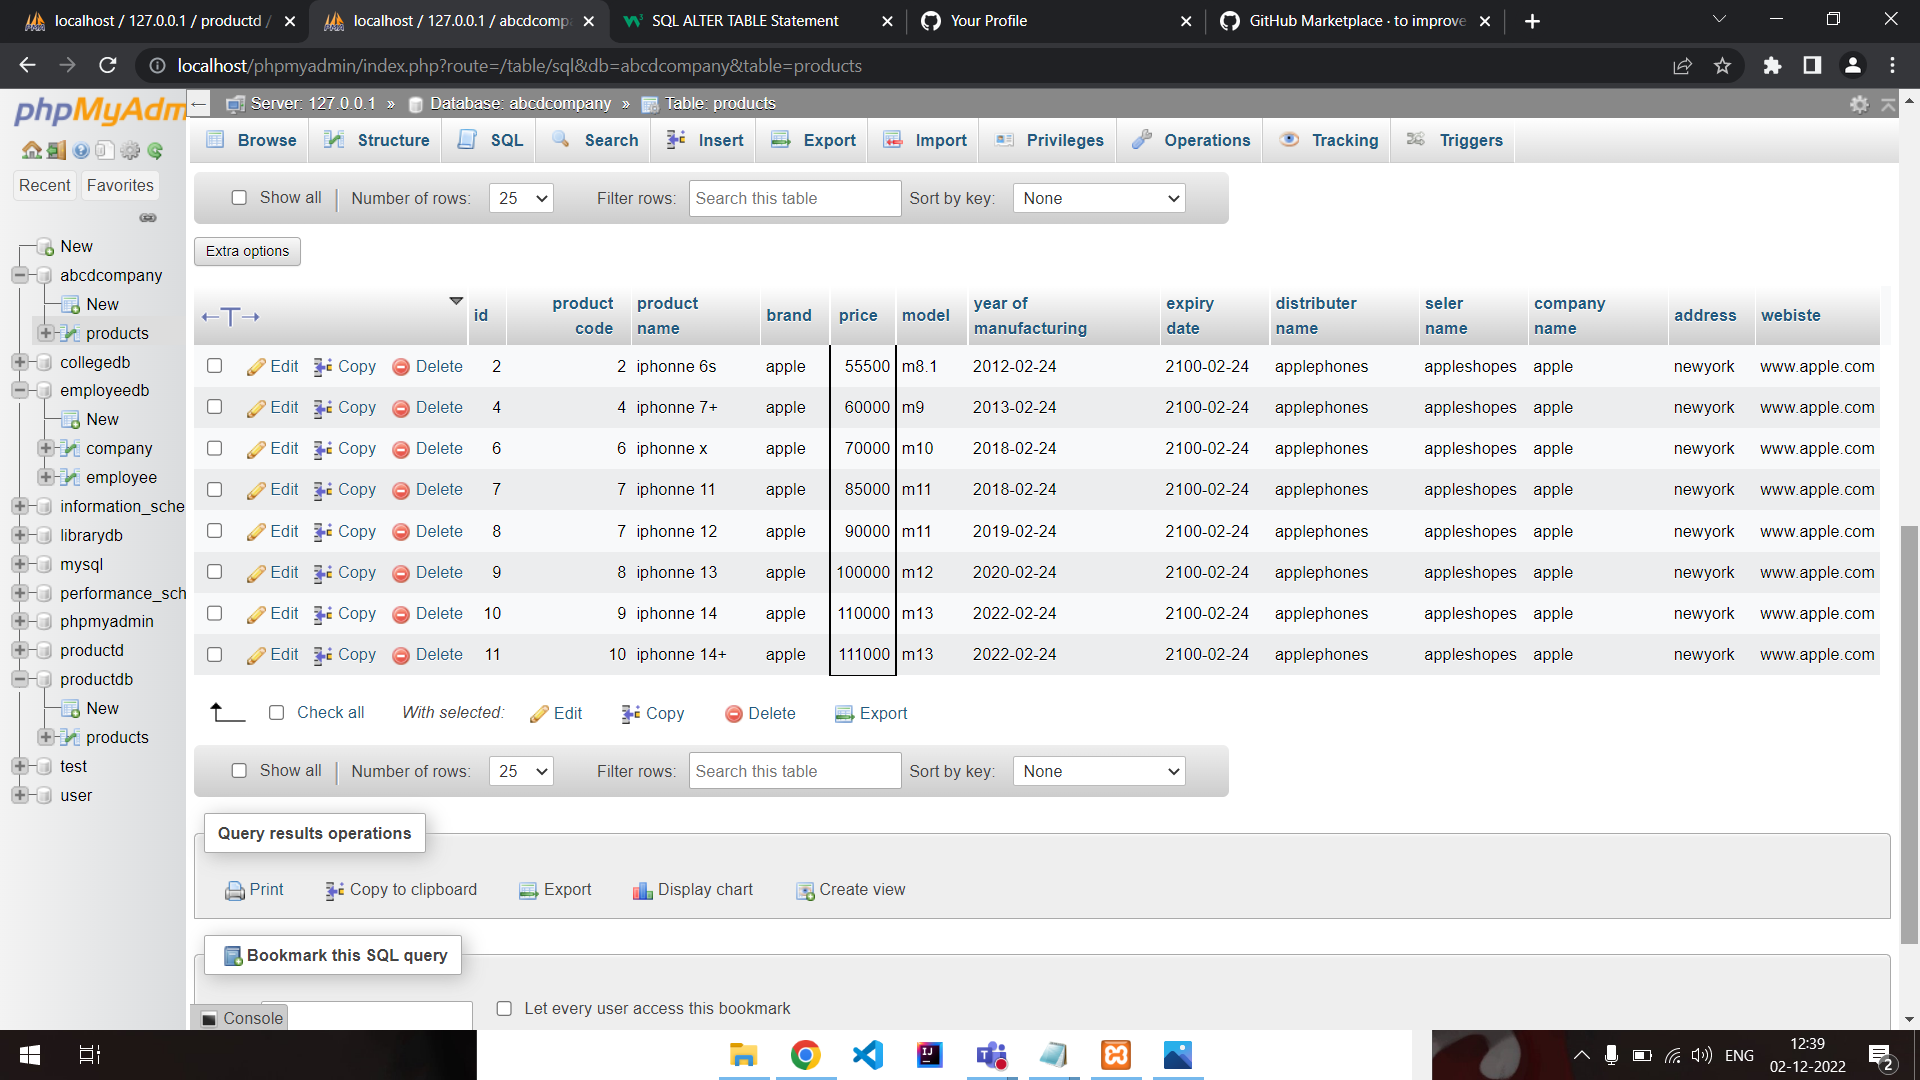 localhost / 127.0.0.1 / productd /
localhost / 127.0.0.1 / abcdcomp
SQL ALTER TABLE Statement
Your Profile
GitHub Marketplace · to improve
localhost/phpmyadmin/index.php?route=/table/sql&db=abcdcompany&table=products
phpMyAdm
Server: 127.0.0.1 » Database: abcdcompany » Table: products
Browse Structure SQL Search Insert Export Import Privileges Operations Tracking Triggers
Recent Favorites
New
abcdcompany
New
products
collegedb
employeedb
New
company
employee
information_sche
librarydb
mysql
performance_sch
phpmyadmin
productd
productdb
New
products
test
user
Show all Number of rows: 25 Filter rows: Search this table Sort by key: None
Extra options
id product code product name brand price model year of manufacturing expiry date distributer name seler name company name address webiste
Edit Copy Delete 2 2 iphonne 6s apple 55500 m8.1 2012-02-24 2100-02-24 applephones appleshopes apple newyork www.apple.com
Edit Copy Delete 4 4 iphonne 7+ apple 60000 m9 2013-02-24 2100-02-24 applephones appleshopes apple newyork www.apple.com
Edit Copy Delete 6 6 iphonne x apple 70000 m10 2018-02-24 2100-02-24 applephones appleshopes apple newyork www.apple.com
Edit Copy Delete 7 7 iphonne 11 apple 85000 m11 2018-02-24 2100-02-24 applephones appleshopes apple newyork www.apple.com
Edit Copy Delete 8 7 iphonne 12 apple 90000 m11 2019-02-24 2100-02-24 applephones appleshopes apple newyork www.apple.com
Edit Copy Delete 9 8 iphonne 13 apple 100000 m12 2020-02-24 2100-02-24 applephones appleshopes apple newyork www.apple.com
Edit Copy Delete 10 9 iphonne 14 apple 110000 m13 2022-02-24 2100-02-24 applephones appleshopes apple newyork www.apple.com
Edit Copy Delete 11 10 iphonne 14+ apple 111000 m13 2022-02-24 2100-02-24 applephones appleshopes apple newyork www.apple.com
Check all With selected: Edit Copy Delete Export
Show all Number of rows: 25 Filter rows: Search this table Sort by key: None
Query results operations
Print Copy to clipboard Export Display chart Create view
Bookmark this SQL query
Let every user access this bookmark
Console
ENG
12:39
02-12-2022
2